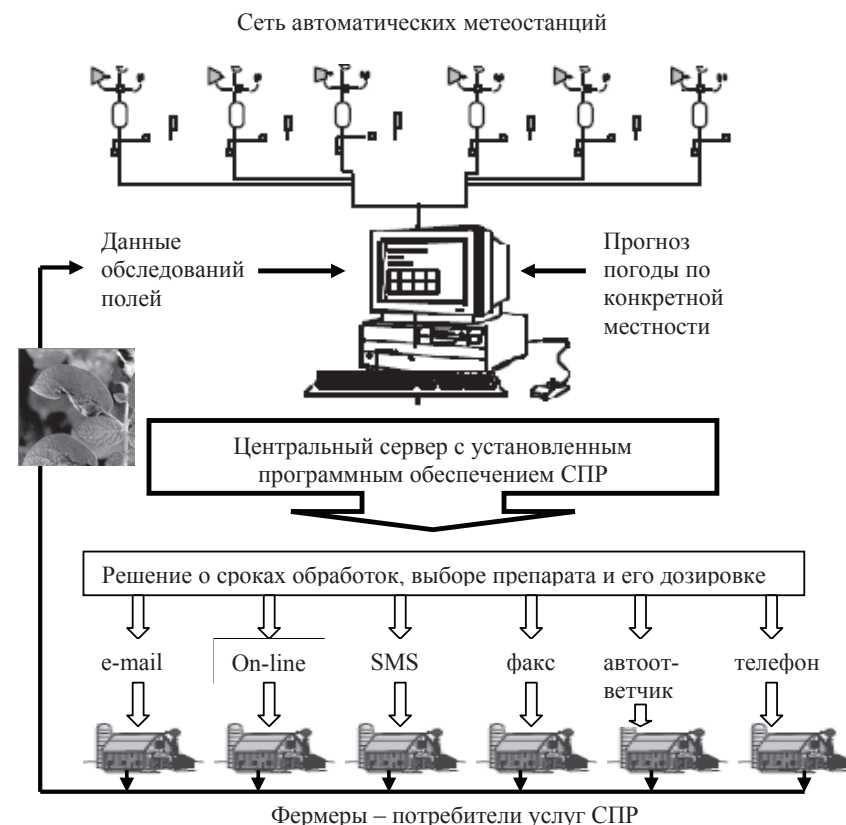 Сеть автоматических метеостанций
Данные
обследований
полей
Прогноз
погоды по
конкретной
местности
Центральный сервер с установленным
программным обеспечением СПР
Решение о сроках обработок, выборе препарата и его дозировке
e-mail
On-line
SMS
факс
автоот-
ветчик
телефон
Фермеры – потребители услуг СПР